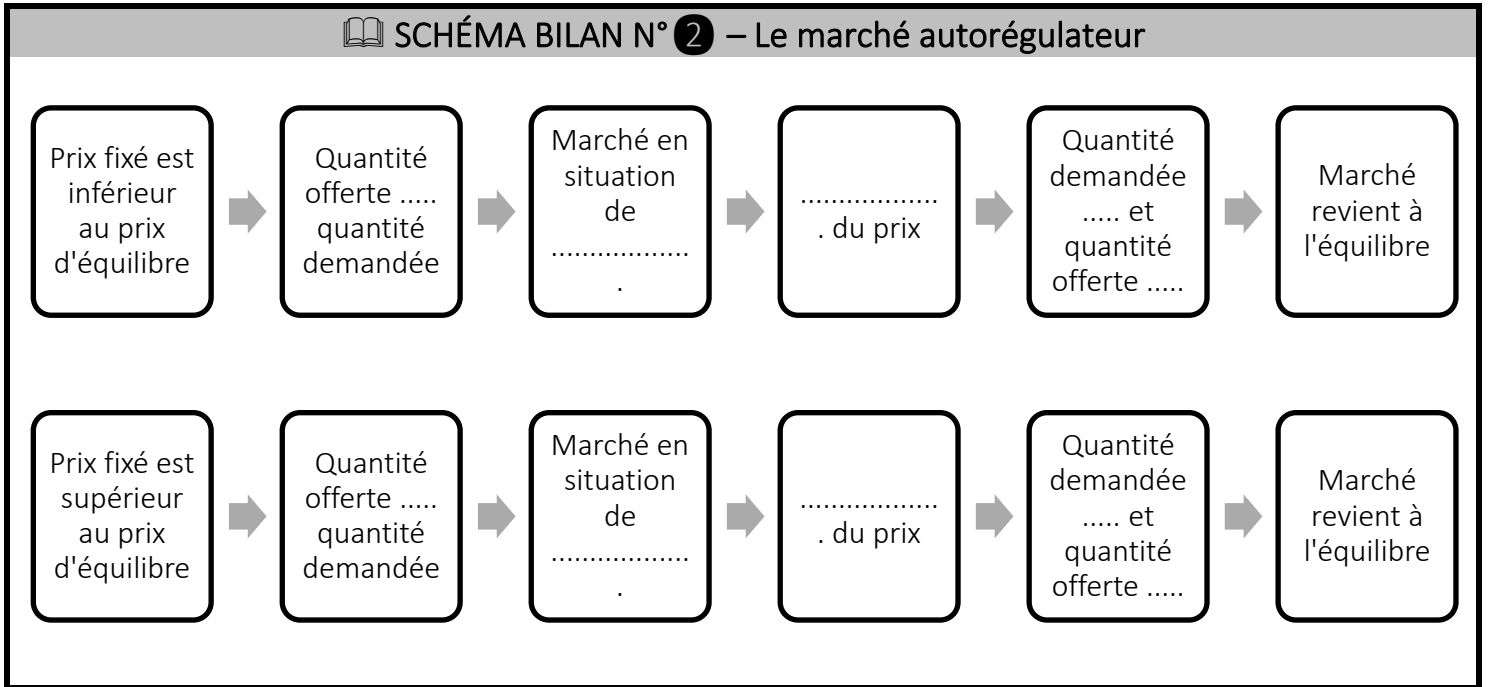 📖 SCHÉMA BILAN N° ❷ – Le marché autorégulateur
Prix fixé est
inférieur
au prix
d'équilibre
Quantité
offerte .....
quantité
demandée
Marché en
situation
de
..................
.
..................
. du prix
Quantité
demandée
..... et
quantité
offerte .....
Marché
revient à
l'équilibre
Prix fixé est
supérieur
au prix
d'équilibre
Quantité
offerte .....
quantité
demandée
Marché en
situation
de
..................
.
..................
. du prix
Quantité
demandée
..... et
quantité
offerte .....
Marché
revient à
l'équilibre